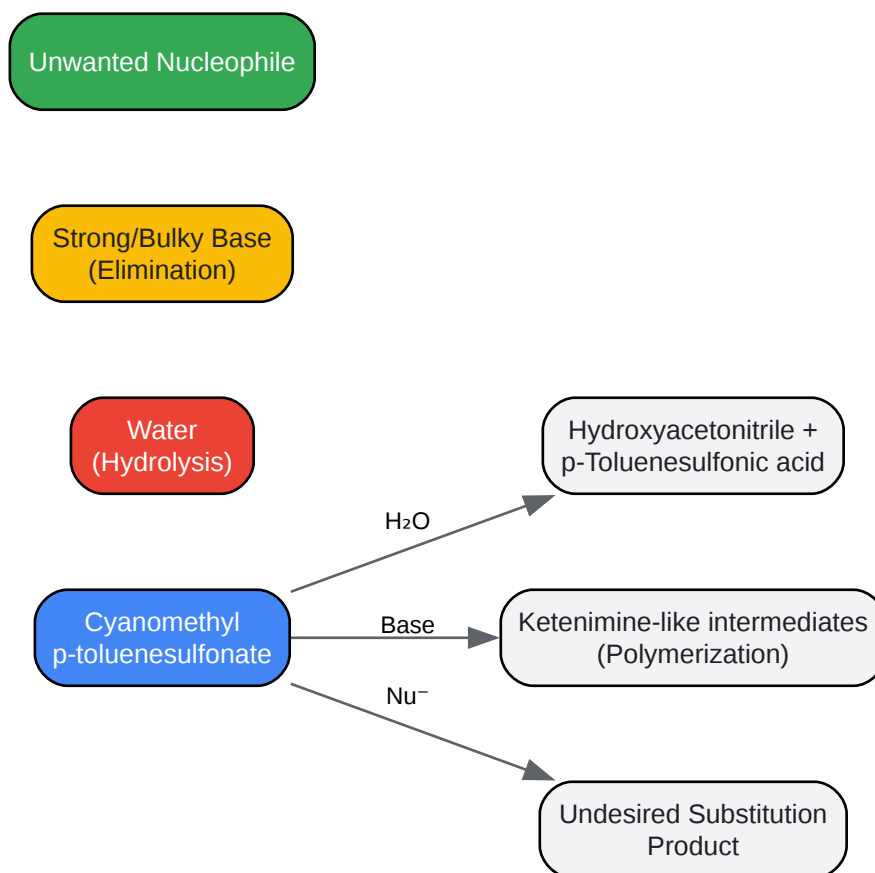 Unwanted Nucleophile
Strong/Bulky Base
(Elimination)
Water
(Hydrolysis)
Hydroxyacetonitrile +
p-Toluenesulfonic acid
H₂O
Cyanomethyl
p-toluenesulfonate
Base
Ketenimine-like intermediates
(Polymerization)
Nu⁻
Undesired Substitution
Product